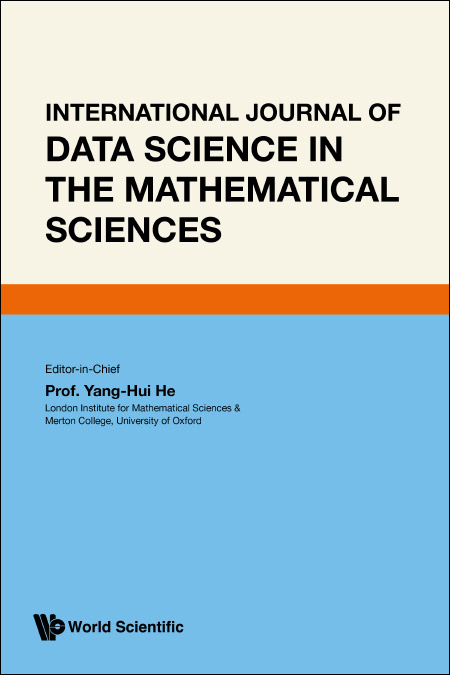 INTERNATIONAL JOURNAL OF
DATA SCIENCE IN
THE MATHEMATICAL
SCIENCES
Editor-in-Chief
Prof. Yang-Hui He
London Institute for Mathematical Sciences &
Merton College, University of Oxford
World Scientific